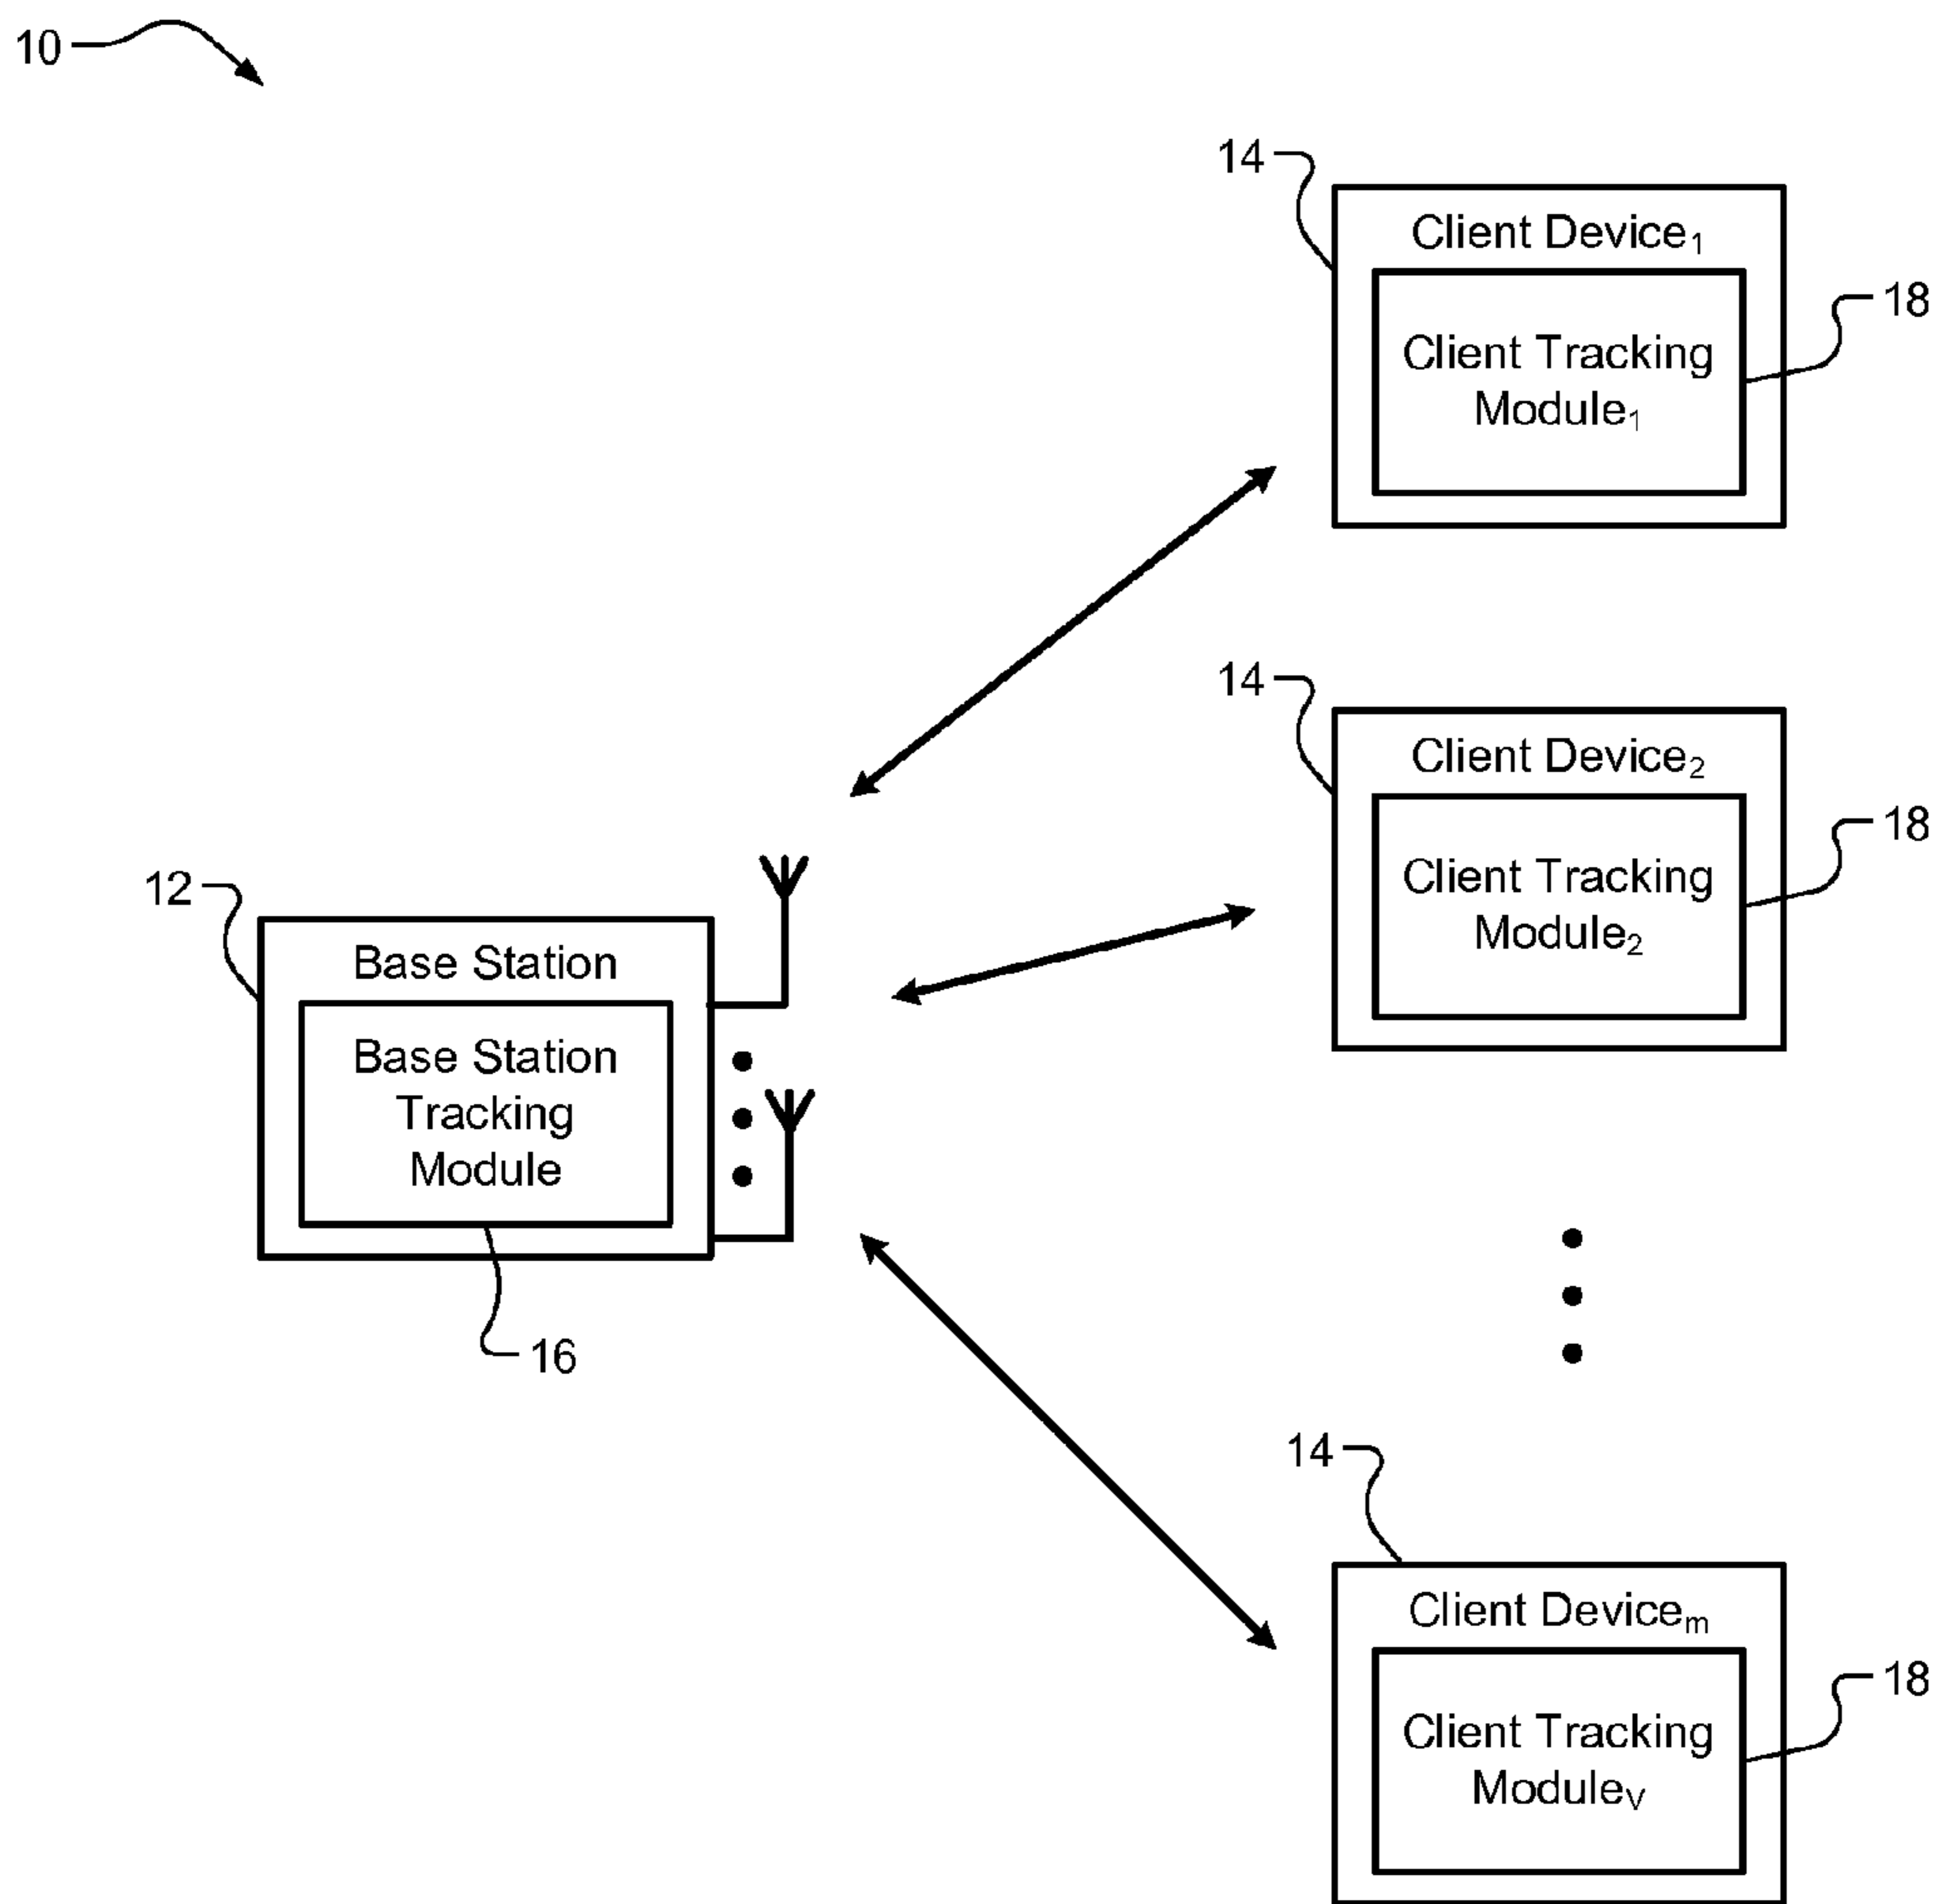 10
14
Client Device₁
18
Client Tracking
Module₁
14
Client Device₂
18
Client Tracking
Module₂
12
Base Station
Base Station
Tracking
Module
16
14
Client Deviceₘ
18
Client Tracking
Moduleᵥ